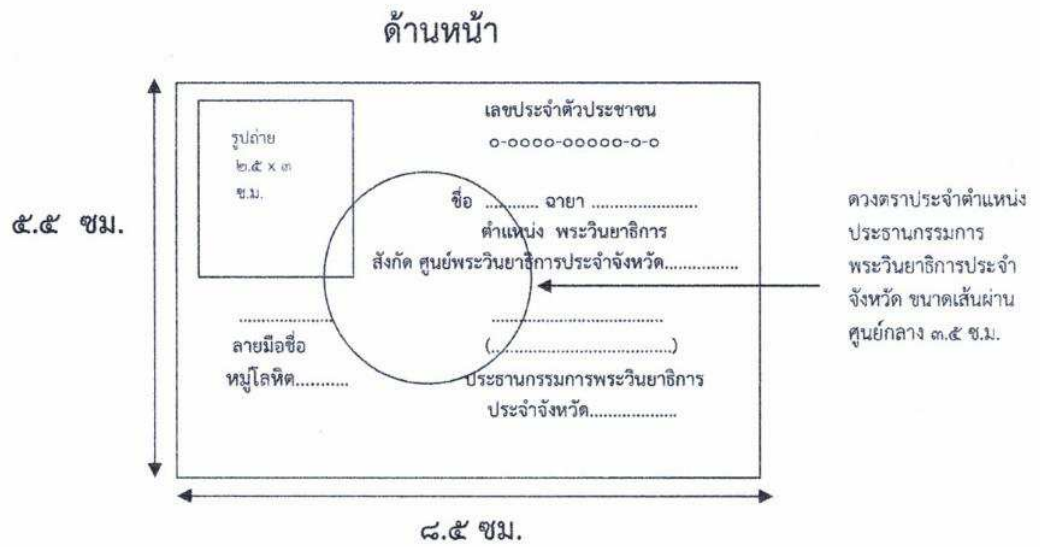 ด้านหน้า
เลขประจำตัวประชาชน
๐-๐๐๐๐-๐๐๐๐๐-๐-๐
รูปถ่าย
๒.๕ x ๓
ซ.ม.
ชื่อ .......... ฉายา ....................
ตำแหน่ง พระวินยาธิการ
สังกัด ศูนย์พระวินยาธิการประจำจังหวัด..............
.................. ................................
ลายมือชื่อ (..................................)
หมู่โลหิต.......... ประธานกรรมการพระวินยาธิการ
ประจำจังหวัด.................
๕.๕ ซม.
๘.๕ ซม.
ดวงตราประจำตำแหน่ง
ประธานกรรมการ
พระวินยาธิการประจำ
จังหวัด ขนาดเส้นผ่าน
ศูนย์กลาง ๓.๕ ซ.ม.